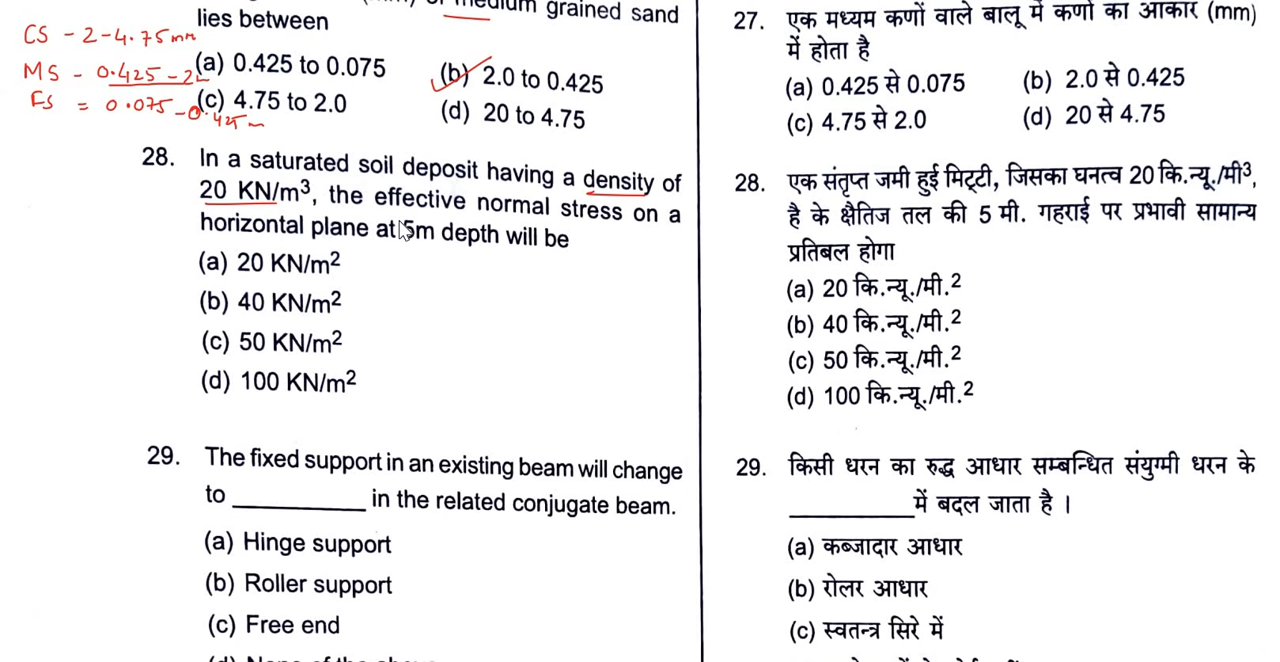 medium grained sand
lies between
(a) 0.425 to 0.075
(b) 2.0 to 0.425
(c) 4.75 to 2.0
(d) 20 to 4.75
CS - 2-4.75mm
MS - 0.425-2
FS = 0.075-0.425
28. In a saturated soil deposit having a density of
20 KN/m³, the effective normal stress on a
horizontal plane at 5m depth will be
(a) 20 KN/m²
(b) 40 KN/m²
(c) 50 KN/m²
(d) 100 KN/m²
29. The fixed support in an existing beam will change
to __________ in the related conjugate beam.
(a) Hinge support
(b) Roller support
(c) Free end
27. एक मध्यम कणों वाले बालू में कणों का आकार (mm)
में होता है
(a) 0.425 से 0.075
(b) 2.0 से 0.425
(c) 4.75 से 2.0
(d) 20 से 4.75
28. एक संतृप्त जमी हुई मिट्टी, जिसका घनत्व 20 कि.न्यू./मी³,
है के क्षैतिज तल की 5 मी. गहराई पर प्रभावी सामान्य
प्रतिबल होगा
(a) 20 कि.न्यू./मी.²
(b) 40 कि.न्यू./मी.²
(c) 50 कि.न्यू./मी.²
(d) 100 कि.न्यू./मी.²
29. किसी धरन का रुद्ध आधार सम्बन्धित संयुग्मी धरन के
__________ में बदल जाता है ।
(a) कब्जादार आधार
(b) रोलर आधार
(c) स्वतन्त्र सिरे में